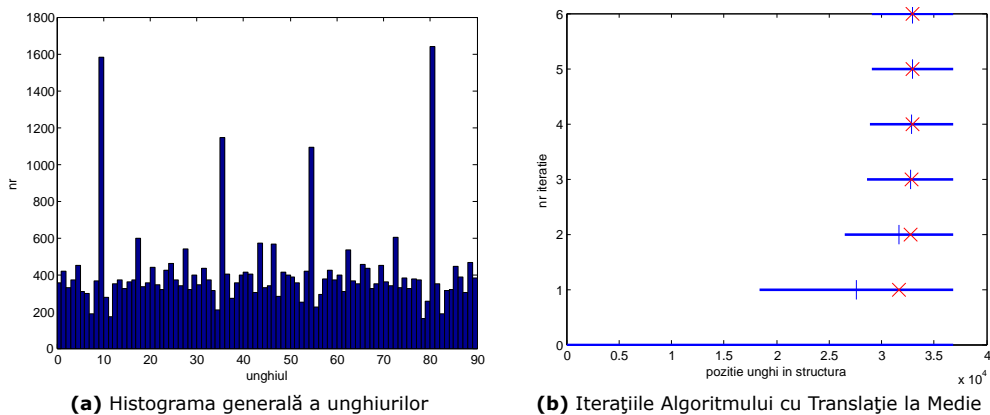 1800
1600
1400
1200
1000
800
600
400
200
0
nr
0 10 20 30 40 50 60 70 80 90
unghiul
(a) Histograma generală a unghiurilor
6
5
4
3
2
1
0
nr iteratie
0 0.5 1 1.5 2 2.5 3 3.5 4
x 10⁴
pozitie unghi in structura
(b) Iteraţiile Algoritmului cu Translaţie la Medie